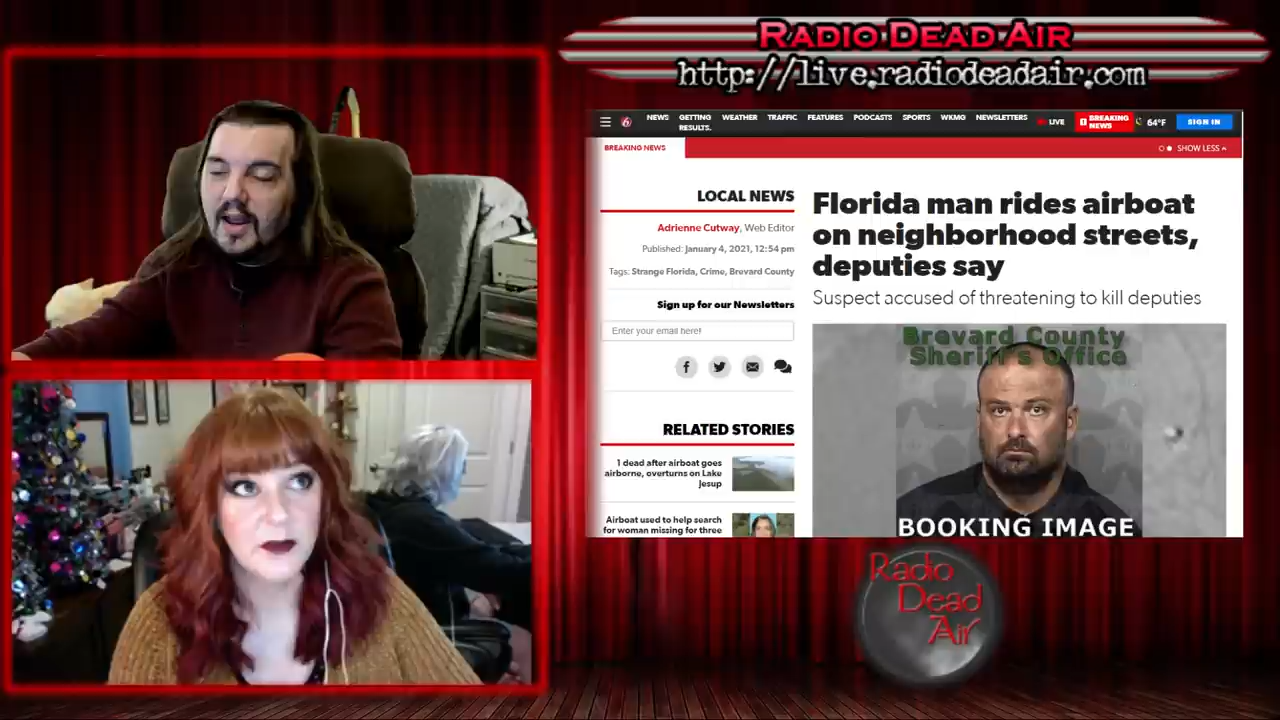 RADIO DEAD AIR
http://live.radiodeadair.com
6
NEWS
GETTING
RESULTS.
WEATHER
TRAFFIC
FEATURES
PODCASTS
SPORTS
WKMG
NEWSLETTERS
LIVE
BREAKING
NEWS
64°F
SIGN IN
BREAKING NEWS
SHOW LESS
LOCAL NEWS
Adrienne Cutway, Web Editor
Published: January 4, 2021, 12:54 pm
Tags: Strange Florida, Crime, Brevard County
Sign up for our Newsletters
Enter your email here!
RELATED STORIES
1 dead after airboat goes
airborne, overturns on Lake
Jesup
Airboat used to help search
for woman missing for three
Florida man rides airboat
on neighborhood streets,
deputies say
Suspect accused of threatening to kill deputies
Brevard County
Sheriff's Office
BOOKING IMAGE
Radio
Dead
Air